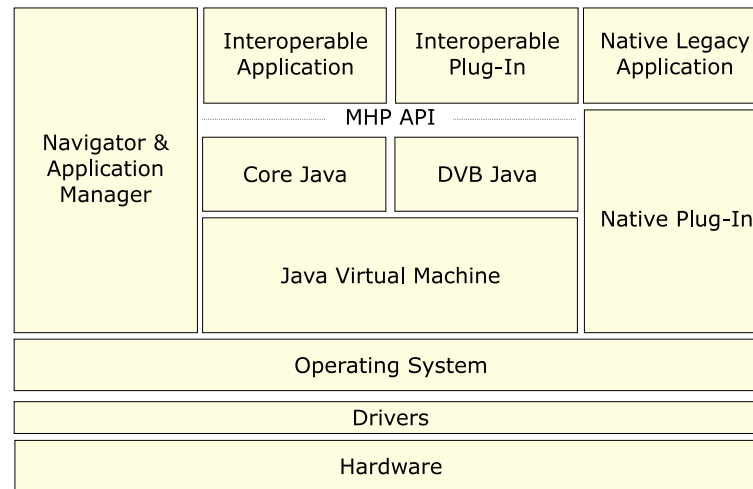 Interoperable
Application
Interoperable
Plug-In
Native Legacy
Application
MHP API
Navigator &
Application
Manager
Core Java
DVB Java
Native Plug-In
Java Virtual Machine
Operating System
Drivers
Hardware